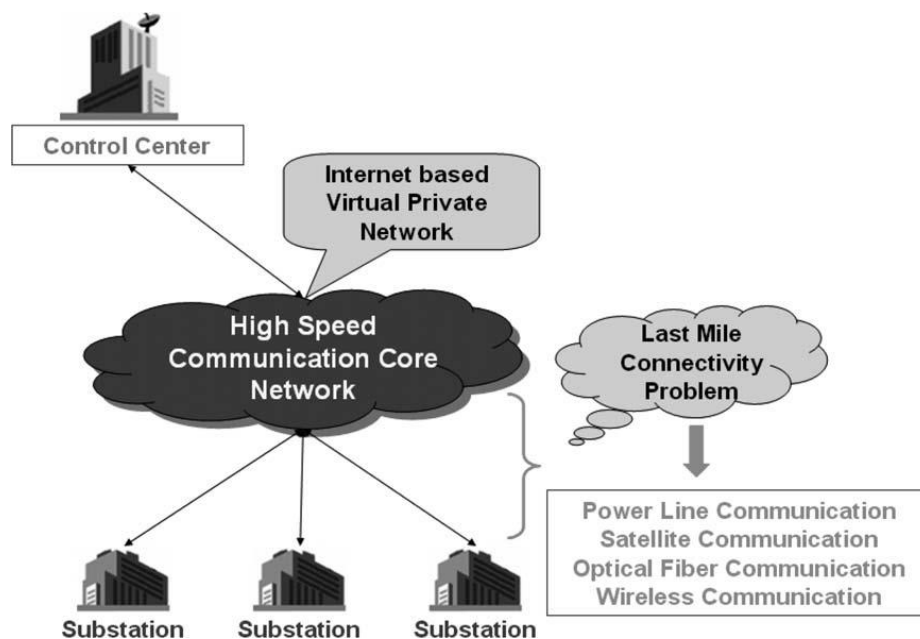 Control Center
Internet based
Virtual Private
Network
High Speed
Communication Core
Network
Last Mile
Connectivity
Problem
Power Line Communication
Satellite Communication
Optical Fiber Communication
Wireless Communication
Substation
Substation
Substation